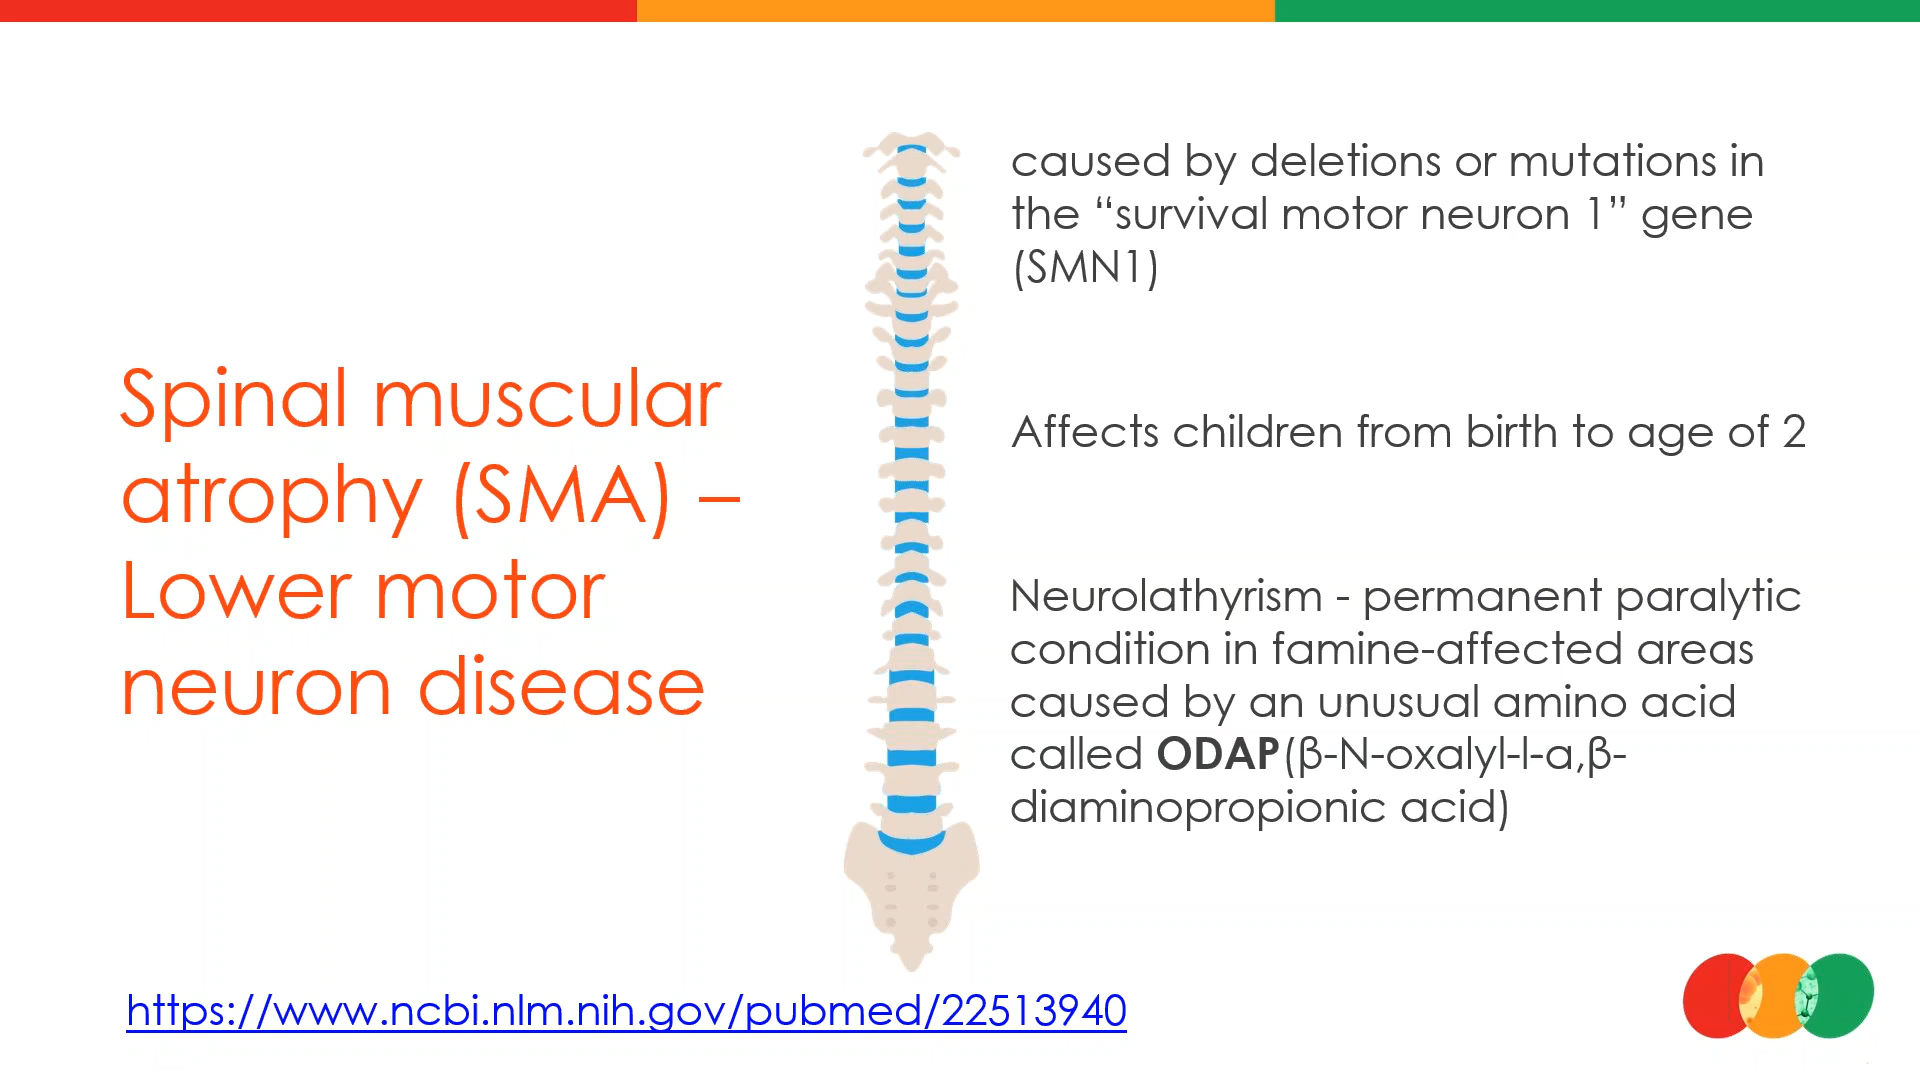 Spinal muscular
atrophy (SMA) –
Lower motor
neuron disease
caused by deletions or mutations in
the “survival motor neuron 1” gene
(SMN1)
Affects children from birth to age of 2
Neurolathyrism - permanent paralytic
condition in famine-affected areas
caused by an unusual amino acid
called ODAP(β-N-oxalyl-l-α,β-
diaminopropionic acid)
https://www.ncbi.nlm.nih.gov/pubmed/22513940